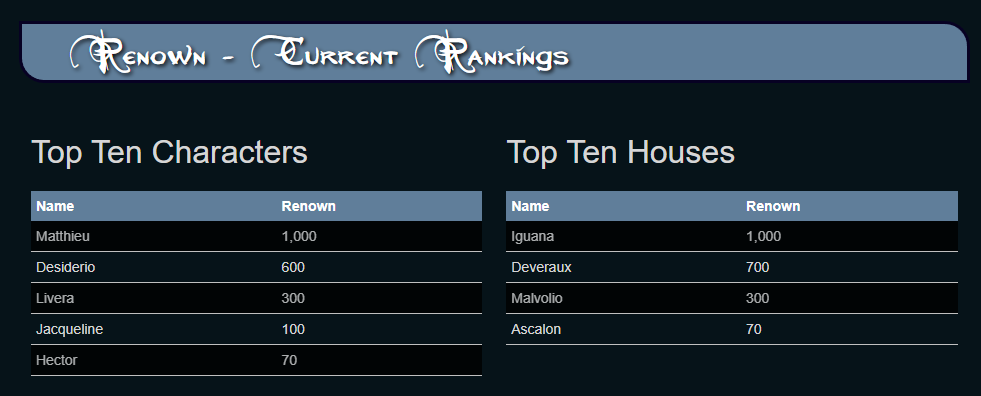 Renown - Current Rankings
Top Ten Characters
Name Renown
Matthieu 1,000
Desiderio 600
Livera 300
Jacqueline 100
Hector 70
Top Ten Houses
Name Renown
Iguana 1,000
Deveraux 700
Malvolio 300
Ascalon 70